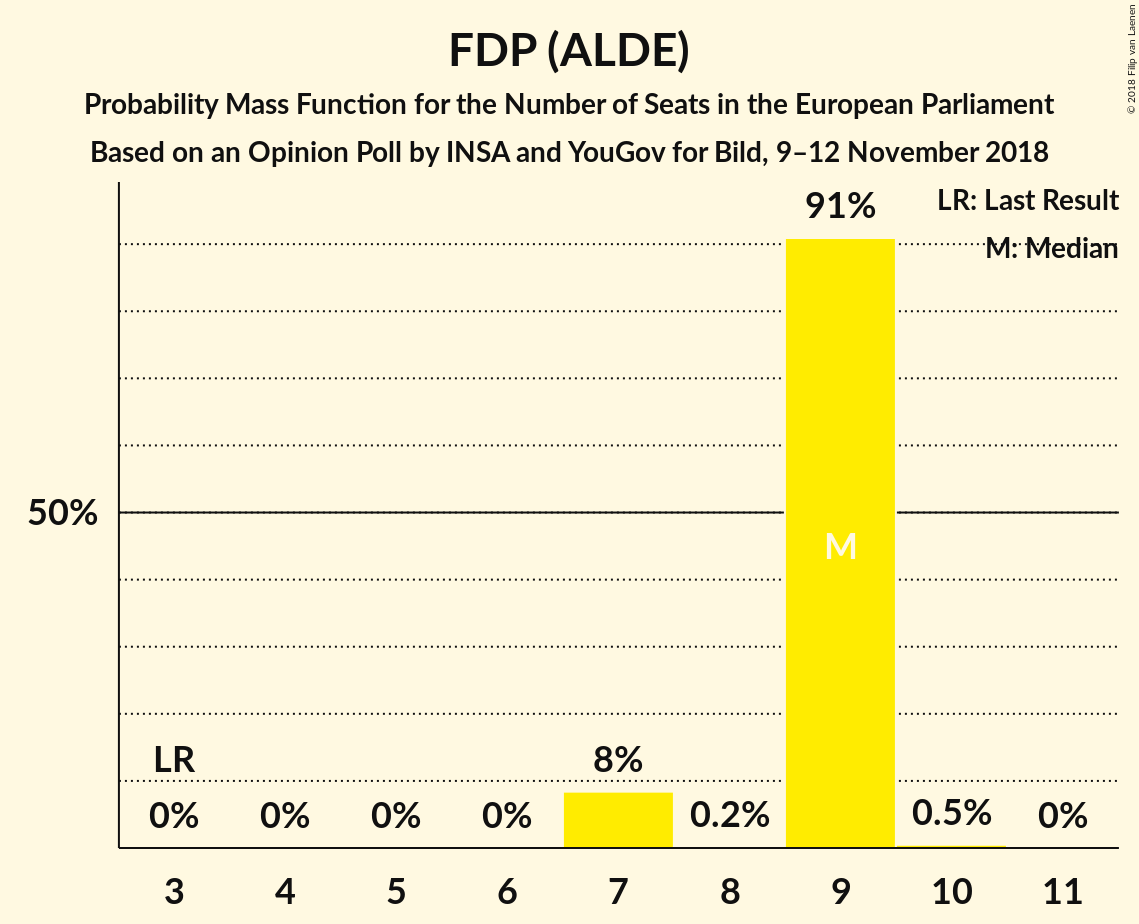 FDP (ALDE)
Probability Mass Function for the Number of Seats in the European Parliament
Based on an Opinion Poll by INSA and YouGov for Bild, 9–12 November 2018
© 2018 Filip van Laenen
LR: Last Result
M: Median
91%
50%
M
LR
8%
0% 0% 0% 0% 0.2% 0.5% 0%
3 4 5 6 7 8 9 10 11